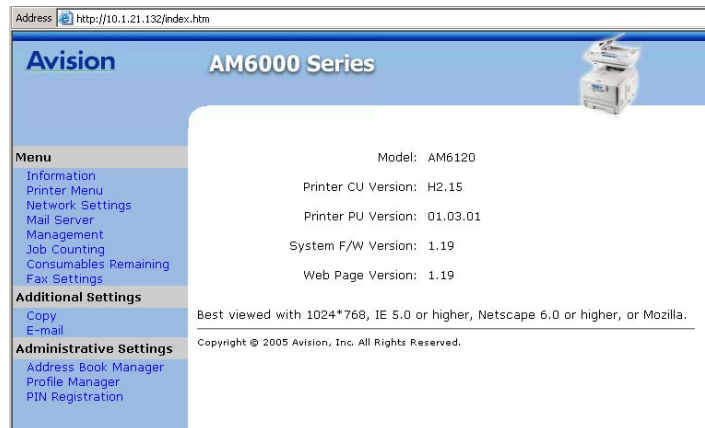 Address http://10.1.21.132/index.htm
Avision
AM6000 Series
Menu
Information
Printer Menu
Network Settings
Mail Server
Management
Job Counting
Consumables Remaining
Fax Settings
Additional Settings
Copy
E-mail
Administrative Settings
Address Book Manager
Profile Manager
PIN Registration
Model: AM6120
Printer CU Version: H2.15
Printer PU Version: 01.03.01
System F/W Version: 1.19
Web Page Version: 1.19
Best viewed with 1024*768, IE 5.0 or higher, Netscape 6.0 or higher, or Mozilla.
Copyright © 2005 Avision, Inc. All Rights Reserved.